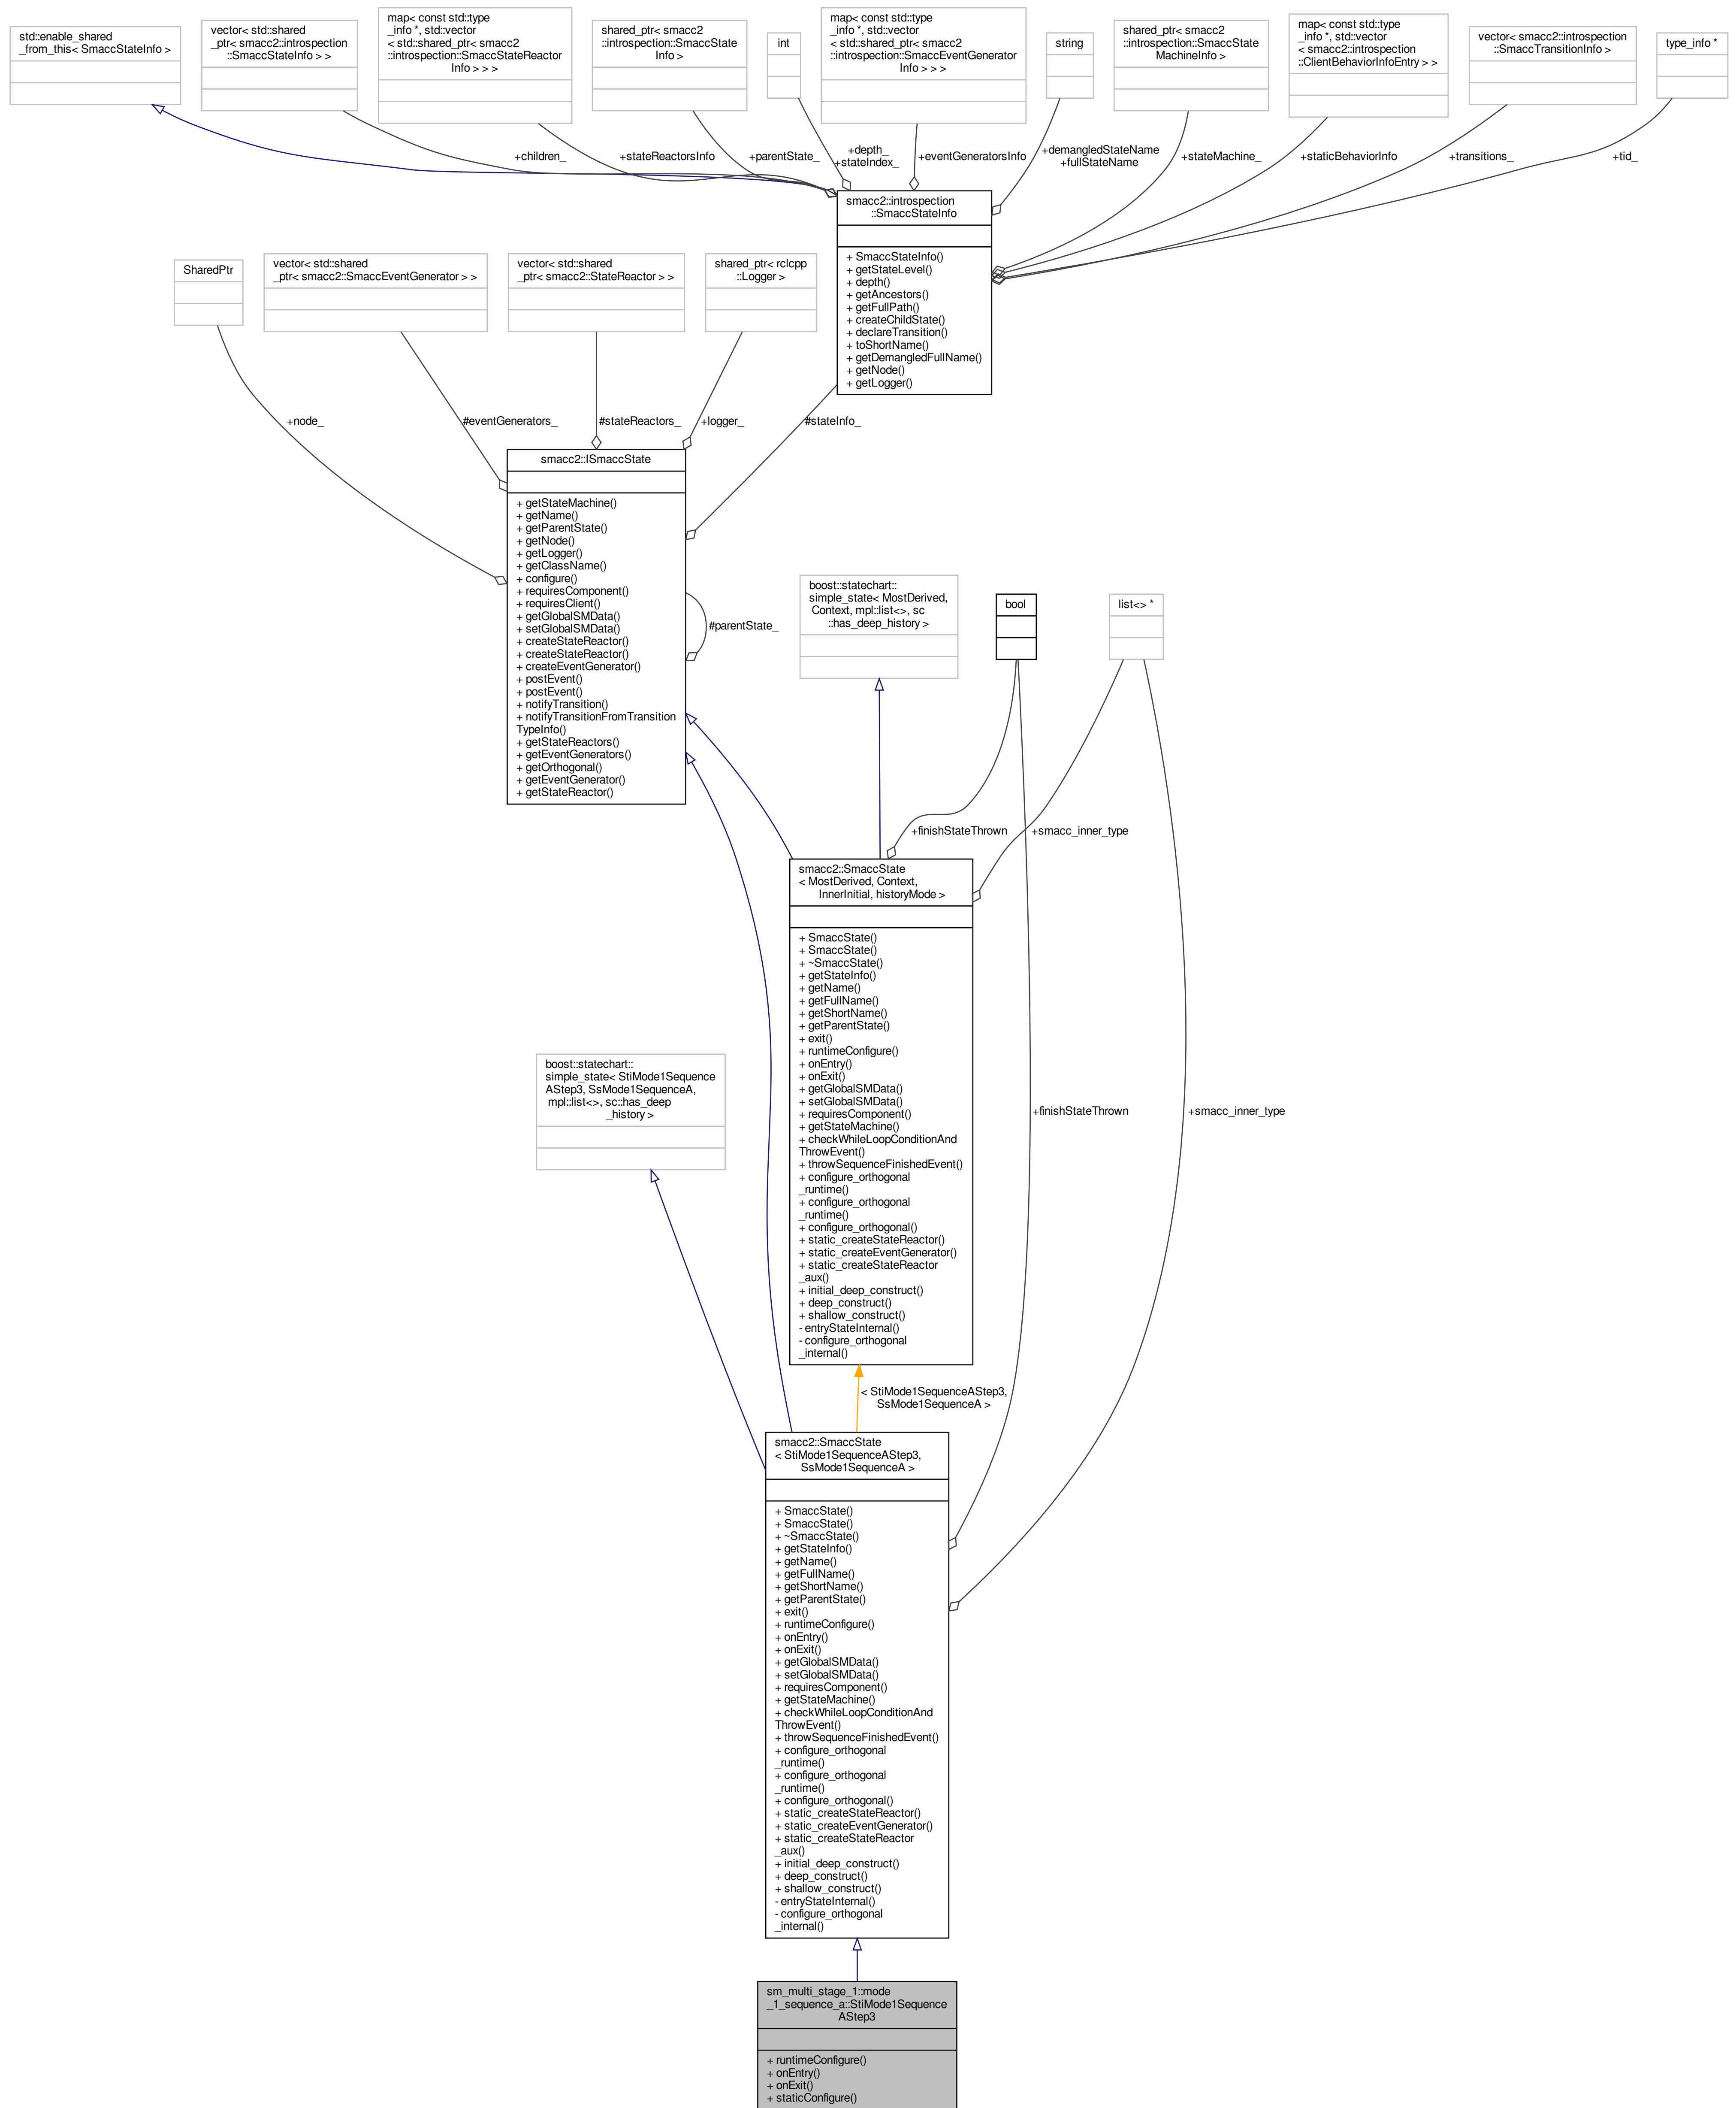 std::enable_shared
_from_this< SmaccStateInfo >
vector< std::shared
_ptr< smacc2::introspection
::SmaccStateInfo > >
map< const std::type
_info *, std::vector
< std::shared_ptr< smacc2
::introspection::SmaccStateReactor
Info > > >
shared_ptr< smacc2
::introspection::SmaccState
Info >
int
map< const std::type
_info *, std::vector
< std::shared_ptr< smacc2
::introspection::SmaccEventGenerator
Info > > >
string
shared_ptr< smacc2
::introspection::SmaccState
MachineInfo >
map< const std::type
_info *, std::vector
< smacc2::introspection
::ClientBehaviorInfoEntry > >
vector< smacc2::introspection
::SmaccTransitionInfo >
type_info *
+children_
+stateReactorsInfo
+parentState_
+depth_
+stateIndex_
+eventGeneratorsInfo
+demangledStateName
+fullStateName
+stateMachine_
+staticBehaviorInfo
+transitions_
+tid_
smacc2::introspection
::SmaccStateInfo
+ SmaccStateInfo()
+ getStateLevel()
+ depth()
+ getAncestors()
+ getFullPath()
+ createChildState()
+ declareTransition()
+ toShortName()
+ getDemangledFullName()
+ getNode()
+ getLogger()
SharedPtr
vector< std::shared
_ptr< smacc2::SmaccEventGenerator > >
vector< std::shared
_ptr< smacc2::StateReactor > >
shared_ptr< rclcpp
::Logger >
+node_
#eventGenerators_
#stateReactors_
+logger_
#stateInfo_
smacc2::ISmaccState
+ getStateMachine()
+ getName()
+ getParentState()
+ getNode()
+ getLogger()
+ getClassName()
+ configure()
+ requiresComponent()
+ requiresClient()
+ getGlobalSMData()
+ setGlobalSMData()
+ createStateReactor()
+ createStateReactor()
+ createEventGenerator()
+ postEvent()
+ postEvent()
+ notifyTransition()
+ notifyTransitionFromTransition
TypeInfo()
+ getStateReactors()
+ getEventGenerators()
+ getOrthogonal()
+ getEventGenerator()
+ getStateReactor()
#parentState_
boost::statechart::
simple_state< MostDerived,
Context, mpl::list<>, sc
::has_deep_history >
bool
list<> *
+finishStateThrown
+smacc_inner_type
smacc2::SmaccState
< MostDerived, Context,
InnerInitial, historyMode >
+ SmaccState()
+ SmaccState()
+ ~SmaccState()
+ getStateInfo()
+ getName()
+ getFullName()
+ getShortName()
+ getParentState()
+ exit()
+ runtimeConfigure()
+ onEntry()
+ onExit()
+ getGlobalSMData()
+ setGlobalSMData()
+ requiresComponent()
+ getStateMachine()
+ checkWhileLoopConditionAnd
ThrowEvent()
+ throwSequenceFinishedEvent()
+ configure_orthogonal
_runtime()
+ configure_orthogonal
_runtime()
+ configure_orthogonal()
+ static_createStateReactor()
+ static_createEventGenerator()
+ static_createStateReactor
_aux()
+ initial_deep_construct()
+ deep_construct()
+ shallow_construct()
- entryStateInternal()
- configure_orthogonal
_internal()
boost::statechart::
simple_state< StiMode1Sequence
AStep3, SsMode1SequenceA,
mpl::list<>, sc::has_deep
_history >
+finishStateThrown
+smacc_inner_type
< StiMode1SequenceAStep3,
SsMode1SequenceA >
smacc2::SmaccState
< StiMode1SequenceAStep3,
SsMode1SequenceA >
+ SmaccState()
+ SmaccState()
+ ~SmaccState()
+ getStateInfo()
+ getName()
+ getFullName()
+ getShortName()
+ getParentState()
+ exit()
+ runtimeConfigure()
+ onEntry()
+ onExit()
+ getGlobalSMData()
+ setGlobalSMData()
+ requiresComponent()
+ getStateMachine()
+ checkWhileLoopConditionAnd
ThrowEvent()
+ throwSequenceFinishedEvent()
+ configure_orthogonal
_runtime()
+ configure_orthogonal
_runtime()
+ configure_orthogonal()
+ static_createStateReactor()
+ static_createEventGenerator()
+ static_createStateReactor
_aux()
+ initial_deep_construct()
+ deep_construct()
+ shallow_construct()
- entryStateInternal()
- configure_orthogonal
_internal()
sm_multi_stage_1::mode
_1_sequence_a::StiMode1Sequence
AStep3
+ runtimeConfigure()
+ onEntry()
+ onExit()
+ staticConfigure()